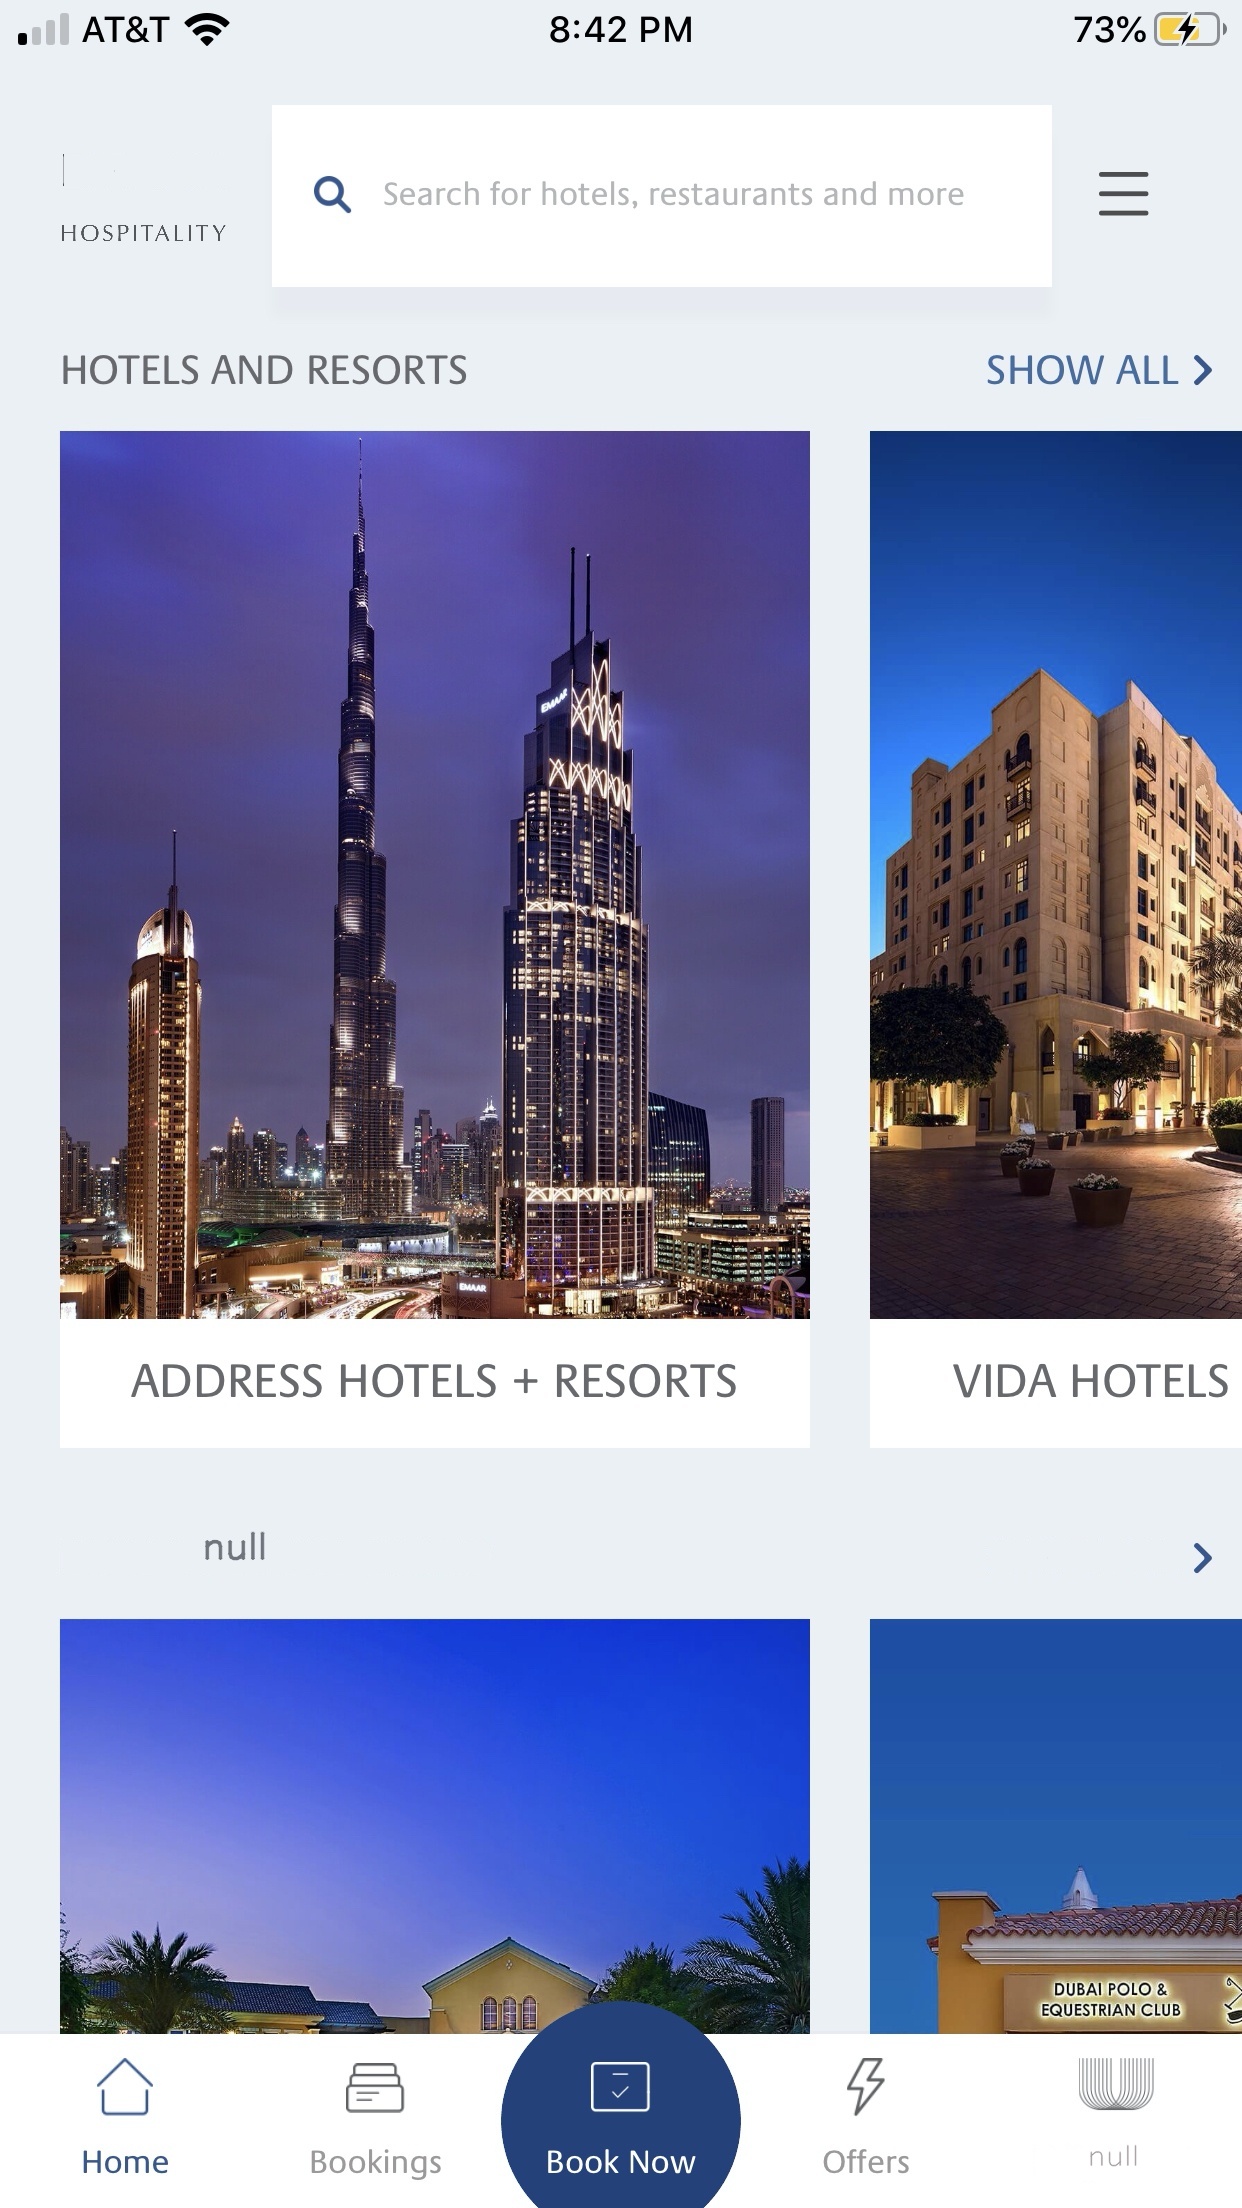 AT&T 8:42 PM 73%
HOSPITALITY
Search for hotels, restaurants and more
HOTELS AND RESORTS SHOW ALL
EMAAR
EMAAR
ADDRESS HOTELS + RESORTS
VIDA HOTELS
null
DUBAI POLO &
EQUESTRIAN CLUB
Home Bookings Book Now Offers null